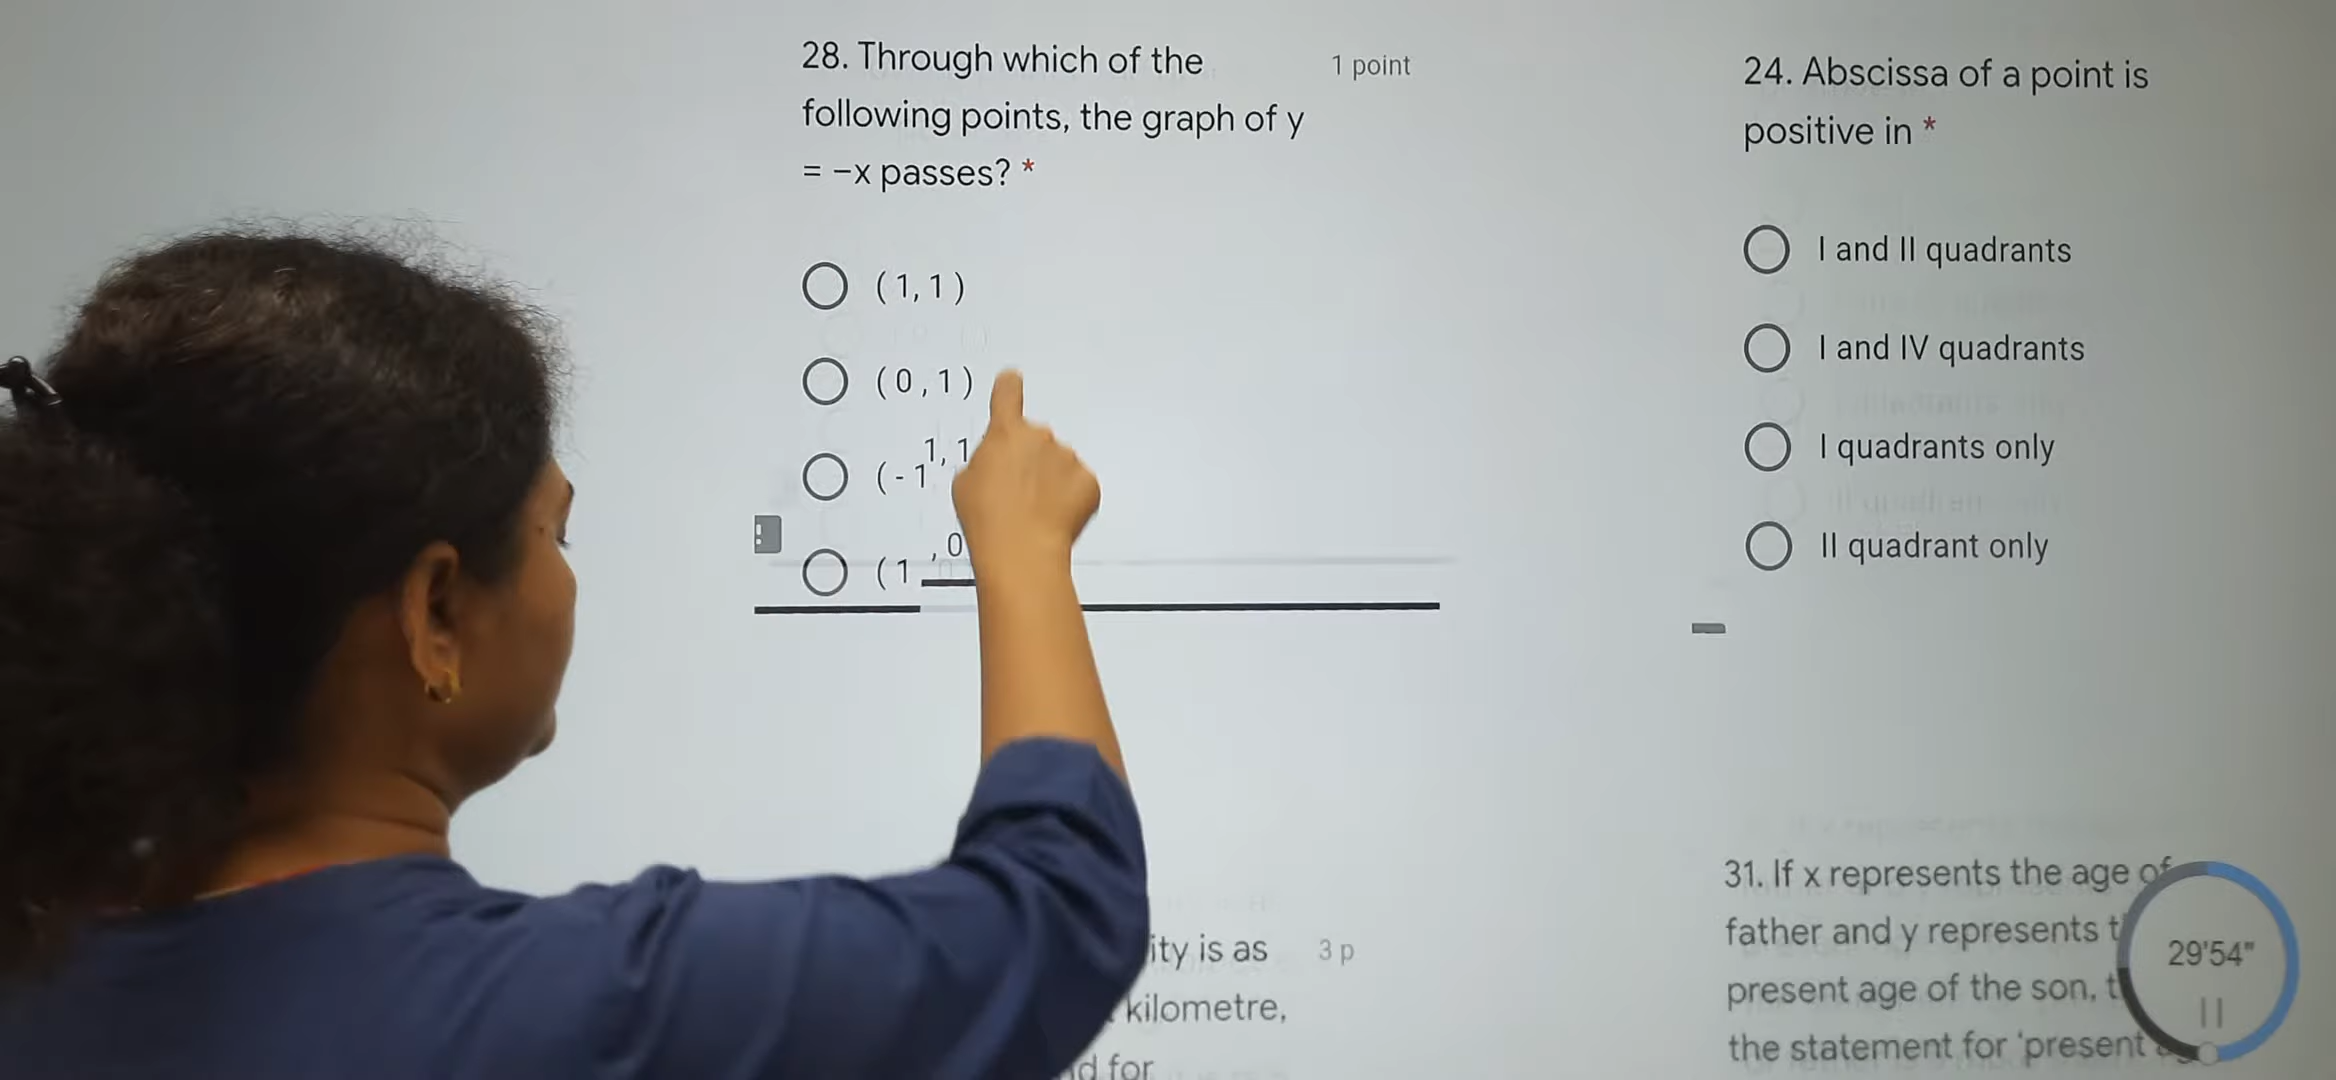 28. Through which of the 1 point
following points, the graph of y
= -x passes? *
( 1, 1 )
( 0 , 1 )
( - 1 1, 1
( 1 , 0
24. Abscissa of a point is
positive in *
I and II quadrants
I and IV quadrants
I quadrants only
II quadrant only
is as 3 p
kilometre,
for
31. If x represents the age of
father and y represents
present age of the son,
the statement for 'present
29'54"